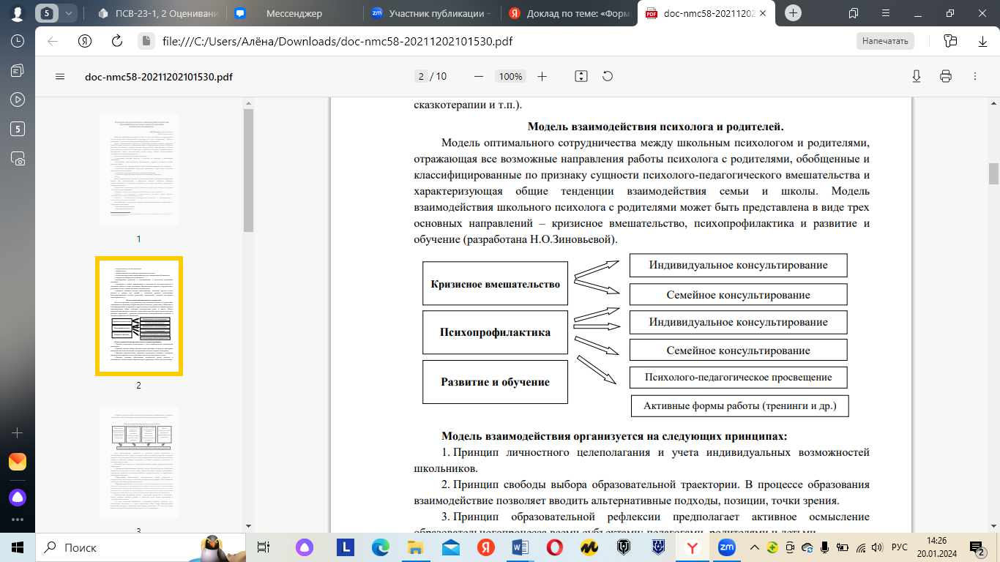 5
ПСВ-23-1, 2 Оценивани
Мессенджер
Участник публикации -
Доклад по теме: «Форм
doc-nmc58-202112021
file:///C:/Users/Алёна/Downloads/doc-nmc58-20211202101530.pdf
Напечатать
doc-nmc58-20211202101530.pdf
2 / 10
100%
5
1
2
3
сказкотерапии и т.п.).
Модель взаимодействия психолога и родителей.
Модель оптимального сотрудничества между школьным психологом и родителями,
отражающая все возможные направления работы психолога с родителями, обобщенные и
классифицированные по признаку сущности психолого-педагогического вмешательства и
характеризующая общие тенденции взаимодействия семьи и школы. Модель
взаимодействия школьного психолога с родителями может быть представлена в виде трех
основных направлений – кризисное вмешательство, психопрофилактика и развитие и
обучение (разработана Н.О.Зиновьевой).
Кризисное вмешательство
Психопрофилактика
Развитие и обучение
Индивидуальное консультирование
Семейное консультирование
Индивидуальное консультирование
Семейное консультирование
Психолого-педагогическое просвещение
Активные формы работы (тренинги и др.)
Модель взаимодействия организуется на следующих принципах:
1. Принцип личностного целеполагания и учета индивидуальных возможностей
школьников.
2. Принцип свободы выбора образовательной траектории. В процессе образования
взаимодействие позволяет вводить альтернативные подходы, позиции, точки зрения.
3. Принцип образовательной рефлексии предполагает активное осмысление
образовательногопроцесса всеми субъектами: педагогами, родителями и детьми.
Поиск
РУС
14:26
20.01.2024
2